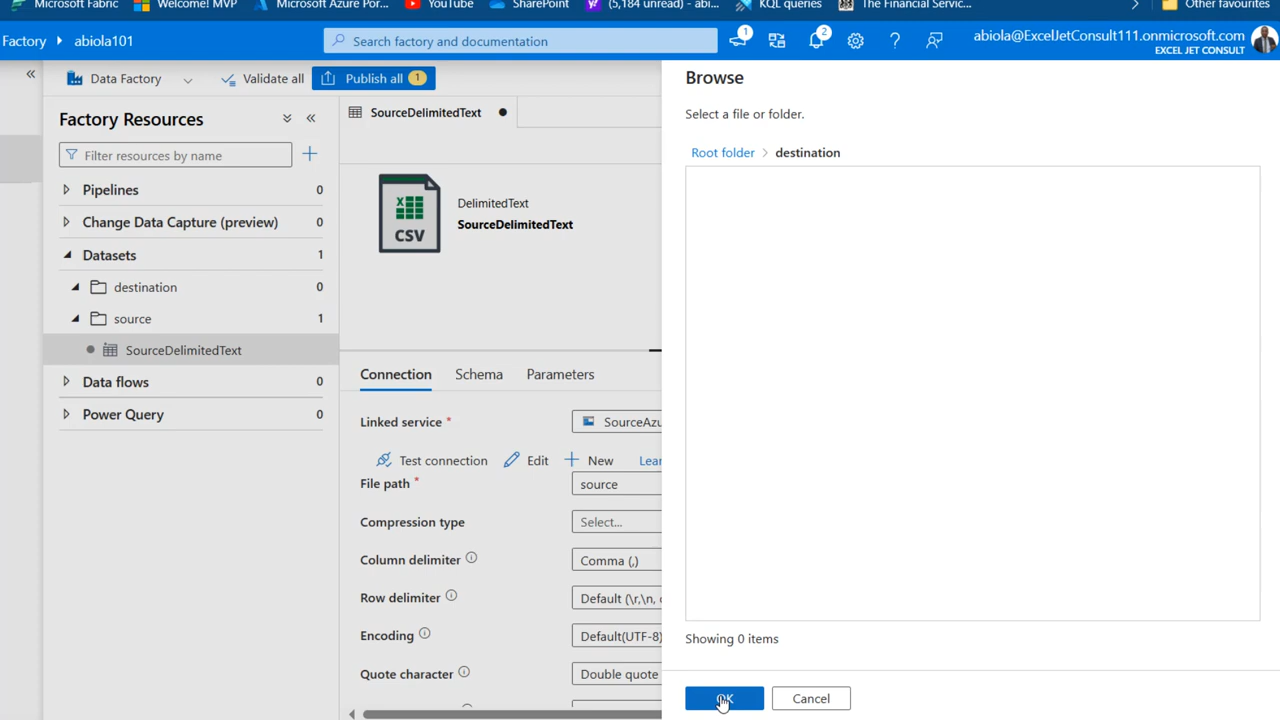 Microsoft Fabric
Welcome! MVP
Microsoft Azure Por...
YouTube
SharePoint
(5,184 unread) - abi...
KQL queries
The Financial Servic...
Other favourites
Factory
abiola101
Search factory and documentation
1
2
abiola@ExcelJetConsult111.onmicrosoft.com
EXCEL JET CONSULT
Data Factory
Validate all
Publish all 1
Factory Resources
Filter resources by name
Pipelines 0
Change Data Capture (preview) 0
Datasets 1
destination 0
source 1
SourceDelimitedText
Data flows 0
Power Query 0
SourceDelimitedText
CSV
DelimitedText
SourceDelimitedText
Connection Schema Parameters
Linked service * SourceAzu
Test connection Edit New Lear
File path * source
Compression type Select...
Column delimiter Comma (,)
Row delimiter Default (\r,\n,
Encoding Default(UTF-8)
Quote character Double quote
Browse
Select a file or folder.
Root folder > destination
Showing 0 items
OK Cancel